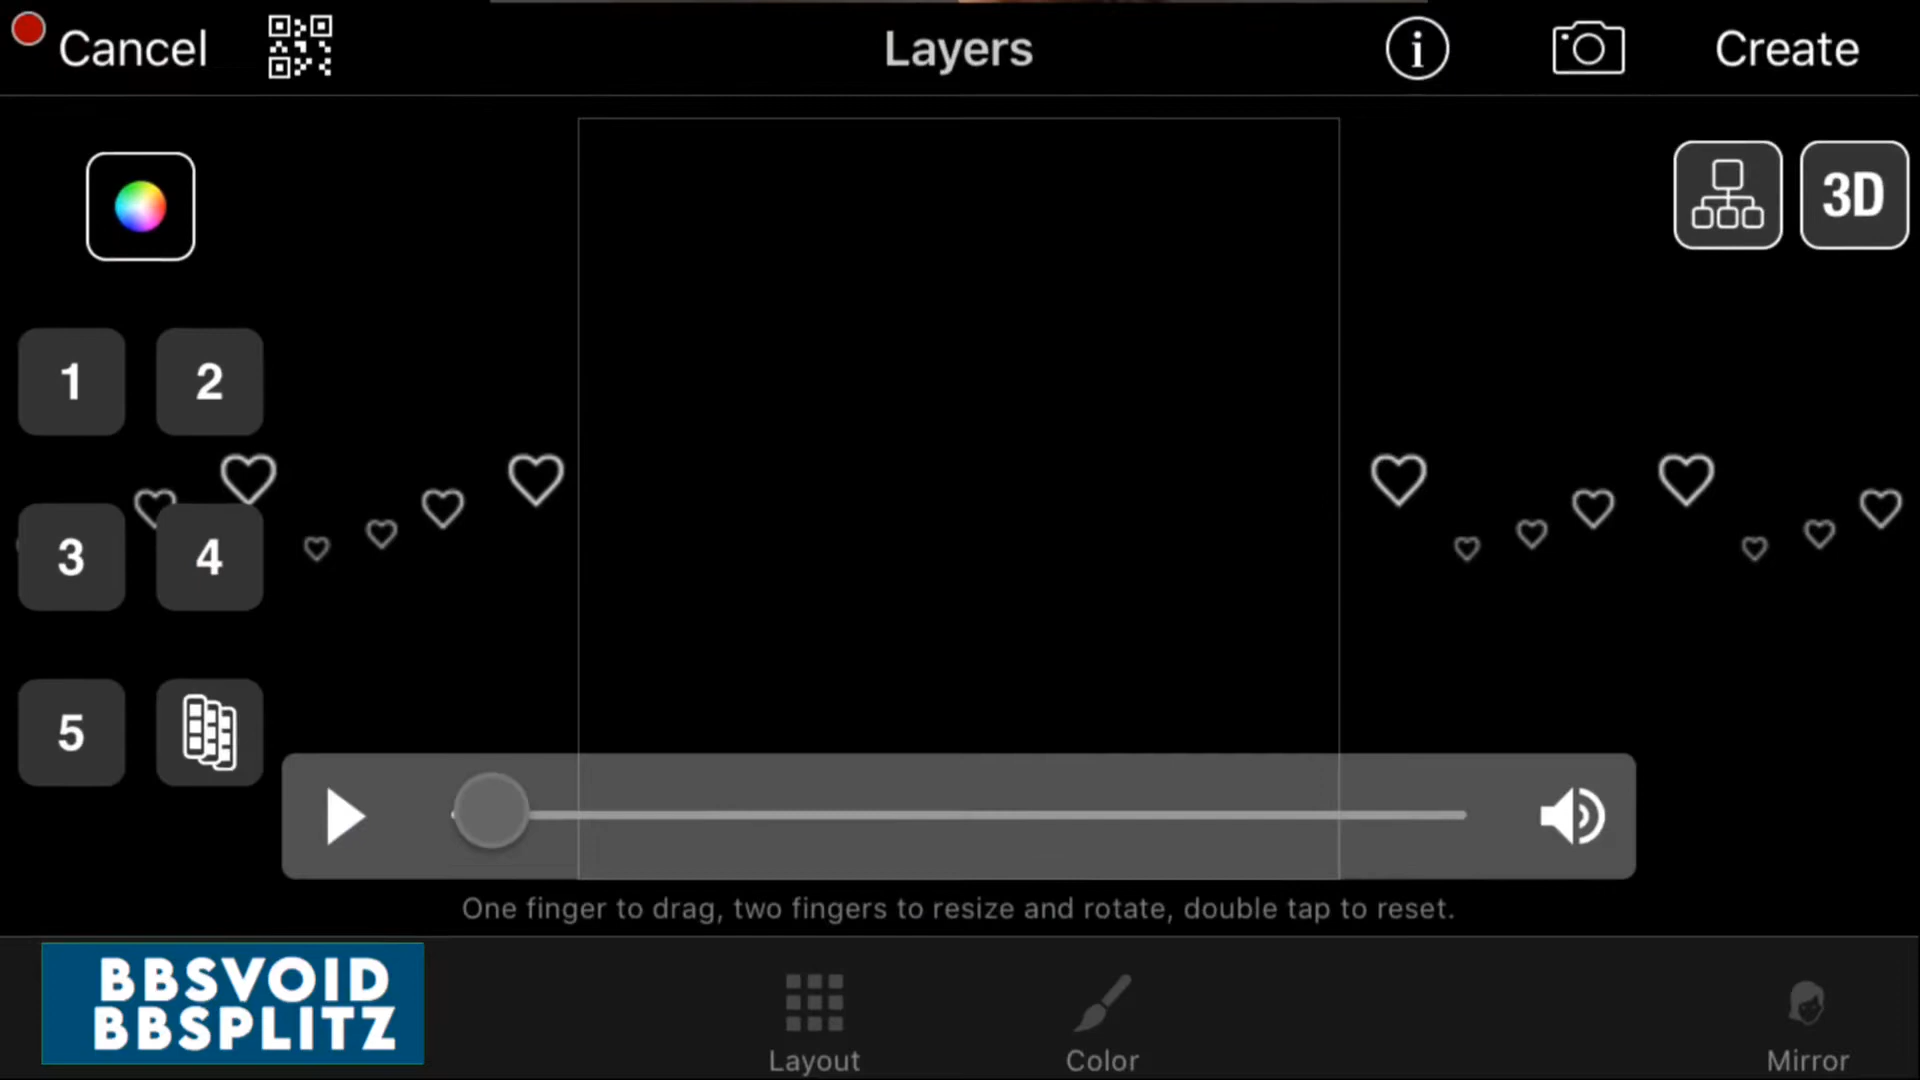 Cancel
Layers
Create
3D
1
2
3
4
5
One finger to drag, two fingers to resize and rotate, double tap to reset.
BBSVOID
BBSPLITZ
Layout
Color
Mirror